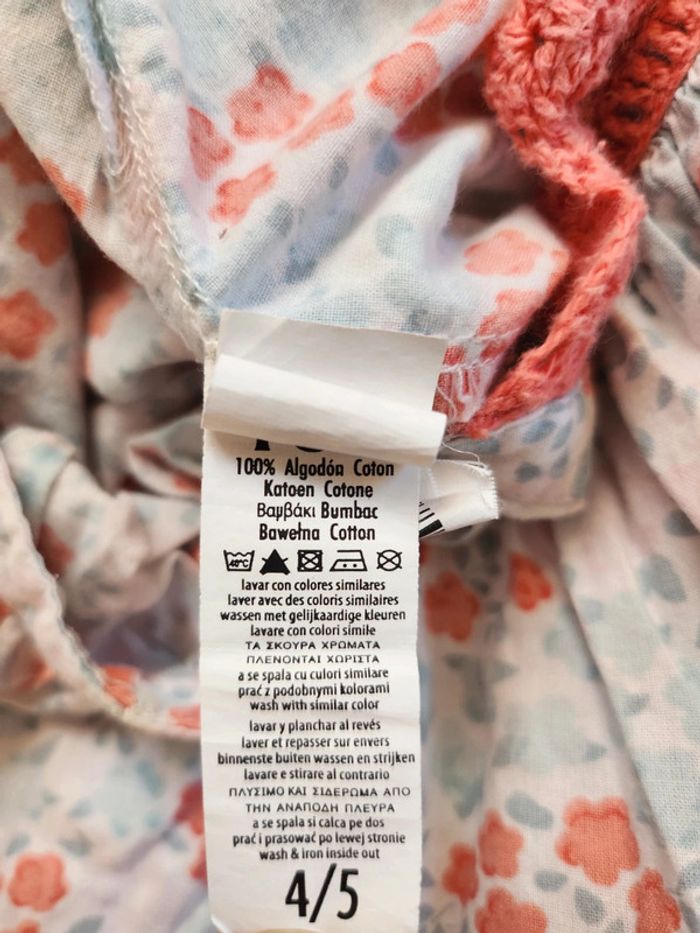 100% Algodón Coton
Katoen Cotone
Βαμβάκι Bumbac
Bawełna Cotton
40°C
lavar con colores similares
laver avec des coloris similaires
wassen met gelijkaardige kleuren
lavare con colori simile
ΤΑ ΣΚΟΥΡΑ ΧΡΩΜΑΤΑ
ΠΛΕΝΟΝΤΑΙ ΧΩΡΙΣΤΑ
a se spala cu culori similare
prać z podobnymi kolorami
wash with similar color
lavar y planchar al revés
laver et repasser sur envers
binnenste buiten wassen en strijken
lavare e stirare al contrario
ΠΛΥΣΙΜΟ ΚΑΙ ΣΙΔΕΡΩΜΑ ΑΠΟ
ΤΗΝ ΑΝΑΠΟΔΗ ΠΛΕΥΡΑ
a se spala si calca pe dos
prać i prasować po lewej stronie
wash & iron inside out
4/5